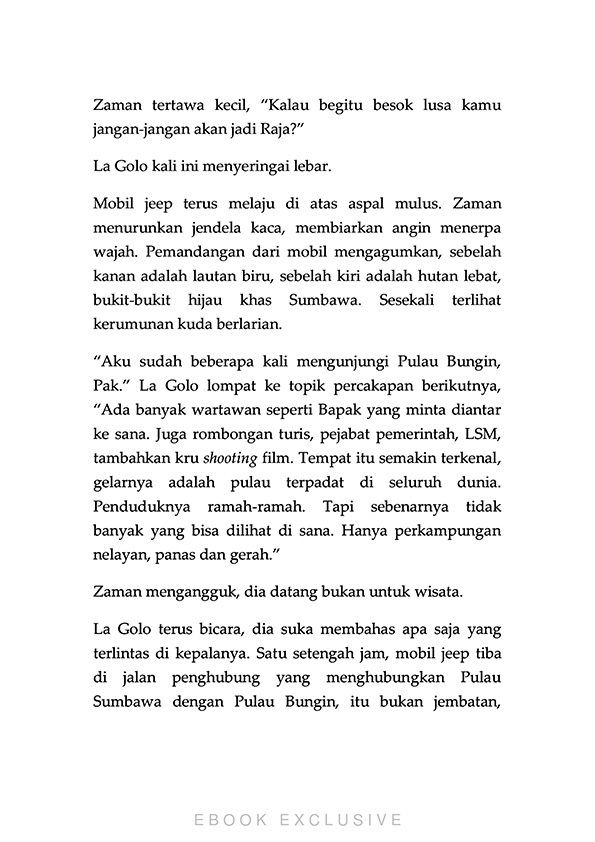 Zaman tertawa kecil, “Kalau begitu besok lusa kamu
jangan-jangan akan jadi Raja?”
La Golo kali ini menyeringai lebar.
Mobil jeep terus melaju di atas aspal mulus. Zaman
menurunkan jendela kaca, membiarkan angin menerpa
wajah. Pemandangan dari mobil mengagumkan, sebelah
kanan adalah lautan biru, sebelah kiri adalah hutan lebat,
bukit-bukit hijau khas Sumbawa. Sesekali terlihat
kerumunan kuda berlarian.
“Aku sudah beberapa kali mengunjungi Pulau Bungin,
Pak.” La Golo lompat ke topik percakapan berikutnya,
“Ada banyak wartawan seperti Bapak yang minta diantar
ke sana. Juga rombongan turis, pejabat pemerintah, LSM,
tambahkan kru shooting film. Tempat itu semakin terkenal,
gelarnya adalah pulau terpadat di seluruh dunia.
Penduduknya ramah-ramah. Tapi sebenarnya tidak
banyak yang bisa dilihat di sana. Hanya perkampungan
nelayan, panas dan gerah.”
Zaman mengangguk, dia datang bukan untuk wisata.
La Golo terus bicara, dia suka membahas apa saja yang
terlintas di kepalanya. Satu setengah jam, mobil jeep tiba
di jalan penghubung yang menghubungkan Pulau
Sumbawa dengan Pulau Bungin, itu bukan jembatan,
EBOOK EXCLUSIVE